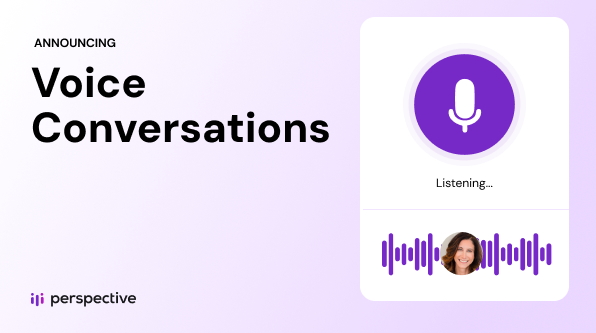 ANNOUNCING
Voice
Conversations
Listening...
perspective